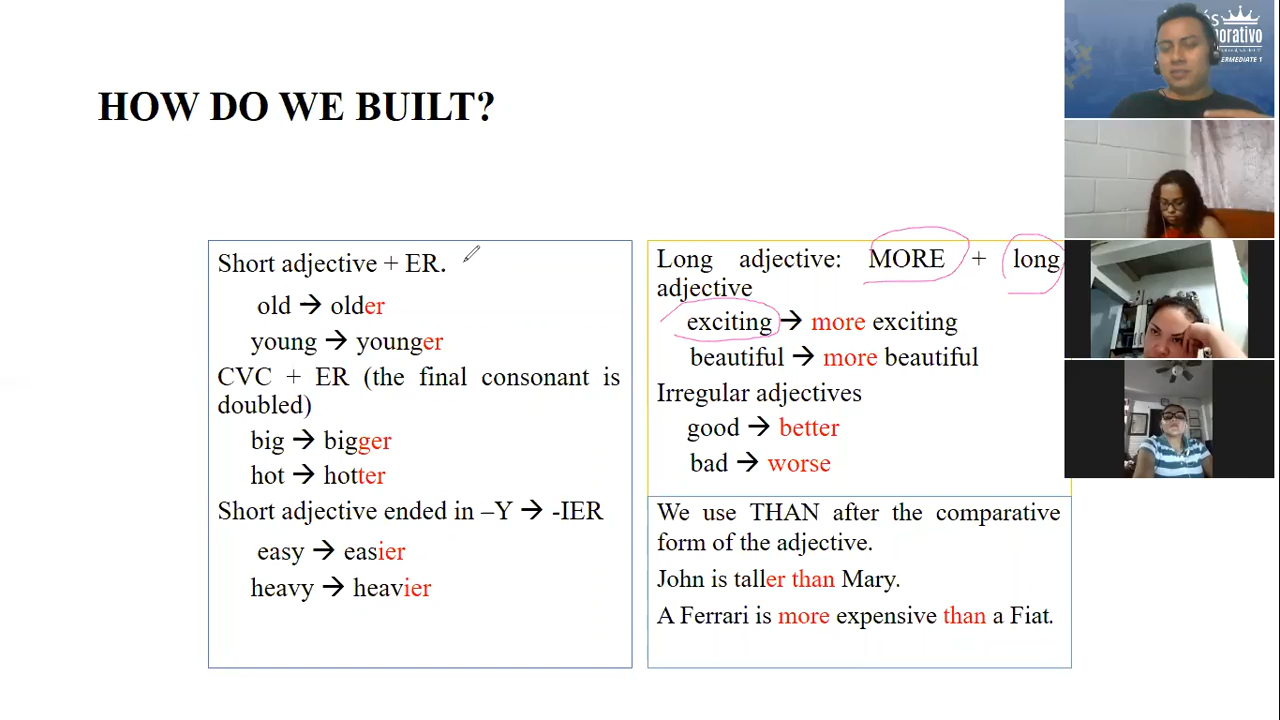 HOW DO WE BUILT?
Short adjective + ER.
old → older
young → younger
CVC + ER (the final consonant is
doubled)
big → bigger
hot → hotter
Short adjective ended in –Y → -IER
easy → easier
heavy → heavier
Long adjective: MORE + long
adjective
exciting → more exciting
beautiful → more beautiful
Irregular adjectives
good → better
bad → worse
We use THAN after the comparative
form of the adjective.
John is taller than Mary.
A Ferrari is more expensive than a Fiat.